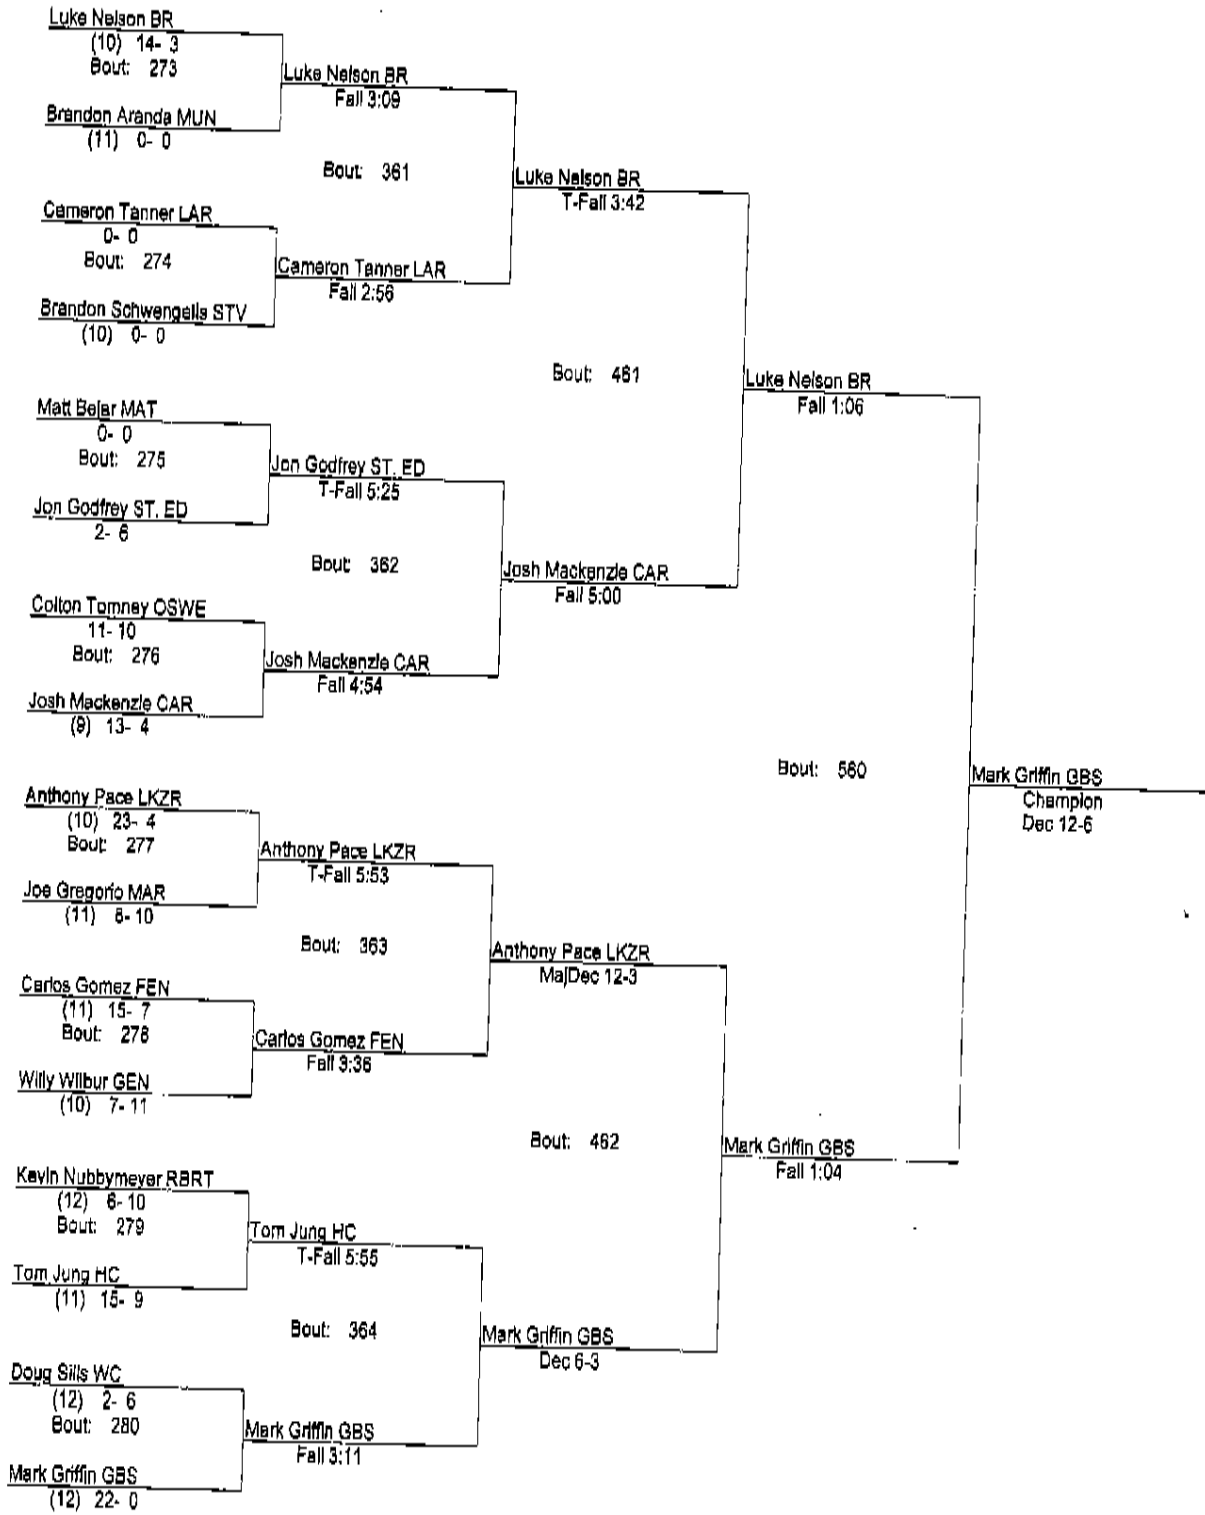 Luke Nelson BR
(10) 14- 3
Bout: 273
Luke Nelson BR
Fall 3:09
Brandon Aranda MUN
(11) 0- 0
Bout: 361
Luke Nelson BR
T-Fall 3:42
Cameron Tanner LAR
0- 0
Bout: 274
Cameron Tanner LAR
Fall 2:56
Brandon Schwengells STV
(10) 0- 0
Bout: 461
Luke Nelson BR
Fall 1:06
Matt Bejar MAT
0- 0
Bout: 275
Jon Godfrey ST. ED
T-Fall 5:25
Jon Godfrey ST. ED
2- 6
Bout: 362
Josh Mackenzie CAR
Fall 5:00
Colton Tomney OSWE
11- 10
Bout: 276
Josh Mackenzie CAR
Fall 4:54
Josh Mackenzie CAR
(9) 13- 4
Bout: 560
Mark Griffin GBS
Champion
Dec 12-6
Anthony Pace LKZR
(10) 23- 4
Bout: 277
Anthony Pace LKZR
T-Fall 5:53
Joe Gregorio MAR
(11) 8- 10
Bout: 363
Anthony Pace LKZR
MajDec 12-3
Carlos Gomez FEN
(11) 15- 7
Bout: 278
Carlos Gomez FEN
Fall 3:36
Willy Wilbur GEN
(10) 7- 11
Bout: 462
Mark Griffin GBS
Fall 1:04
Kevin Nubbymeyer RBRT
(12) 6- 10
Bout: 279
Tom Jung HC
T-Fall 5:55
Tom Jung HC
(11) 15- 9
Bout: 364
Mark Griffin GBS
Dec 6-3
Doug Sills WC
(12) 2- 6
Bout: 280
Mark Griffin GBS
Fall 3:11
Mark Griffin GBS
(12) 22- 0